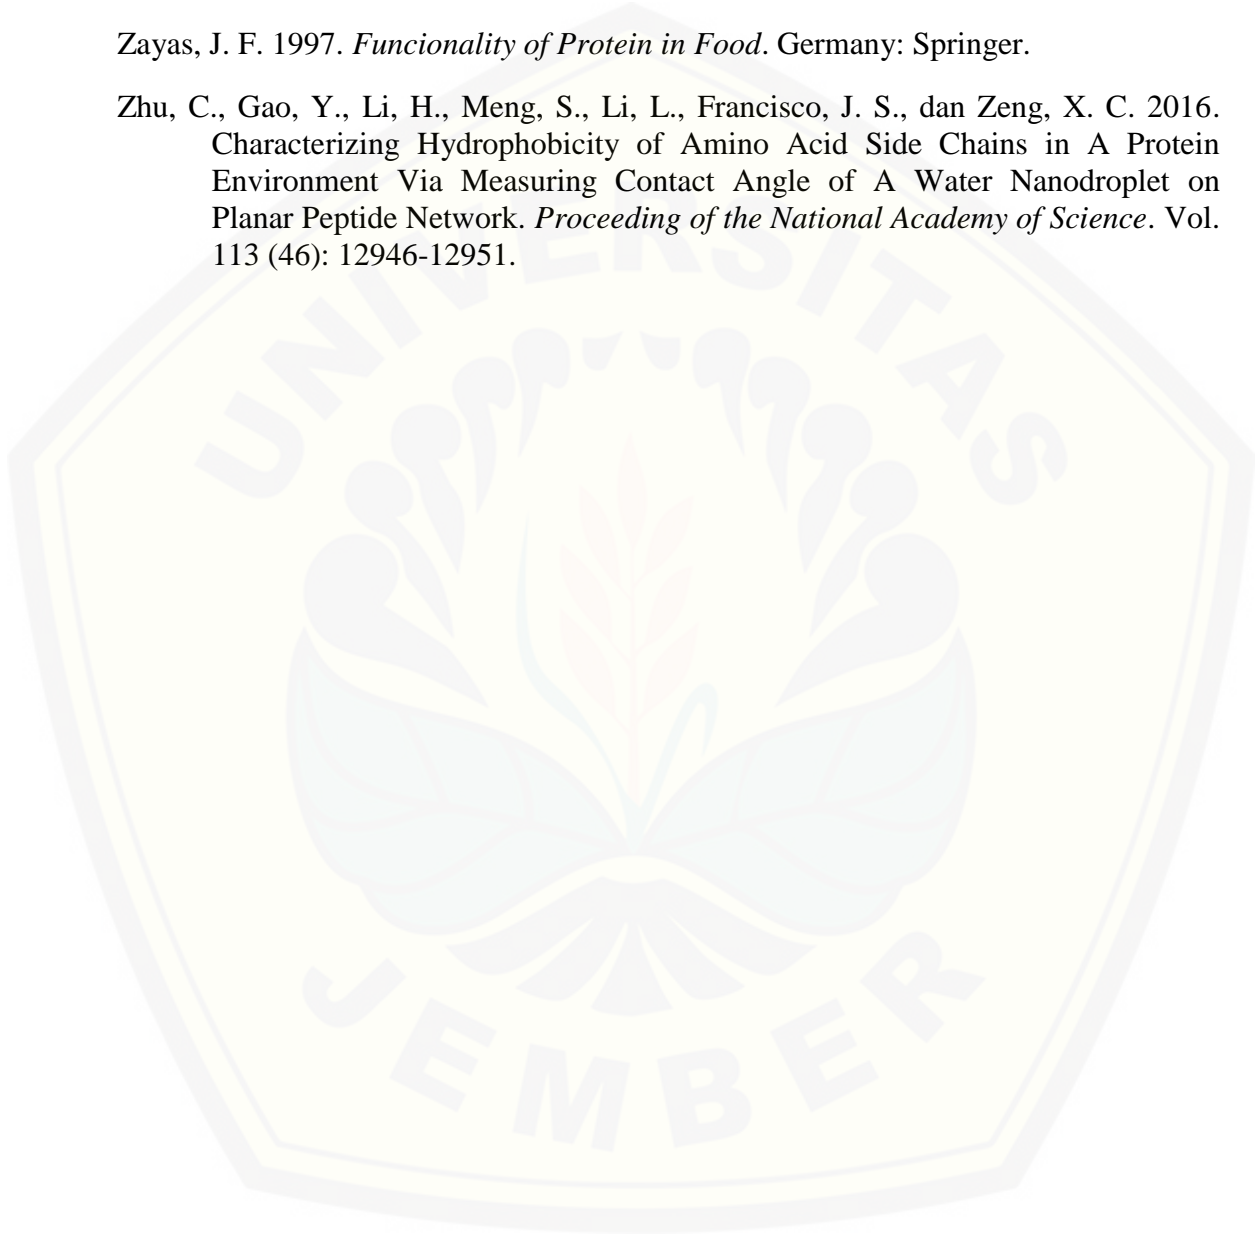 Zayas, J. F. 1997. Funcionality of Protein in Food. Germany: Springer.
Zhu, C., Gao, Y., Li, H., Meng, S., Li, L., Francisco, J. S., dan Zeng, X. C. 2016.
Characterizing Hydrophobicity of Amino Acid Side Chains in A Protein
Environment Via Measuring Contact Angle of A Water Nanodroplet on
Planar Peptide Network. Proceeding of the National Academy of Science. Vol.
113 (46): 12946-12951.
UNIVERSITAS
JEMBER